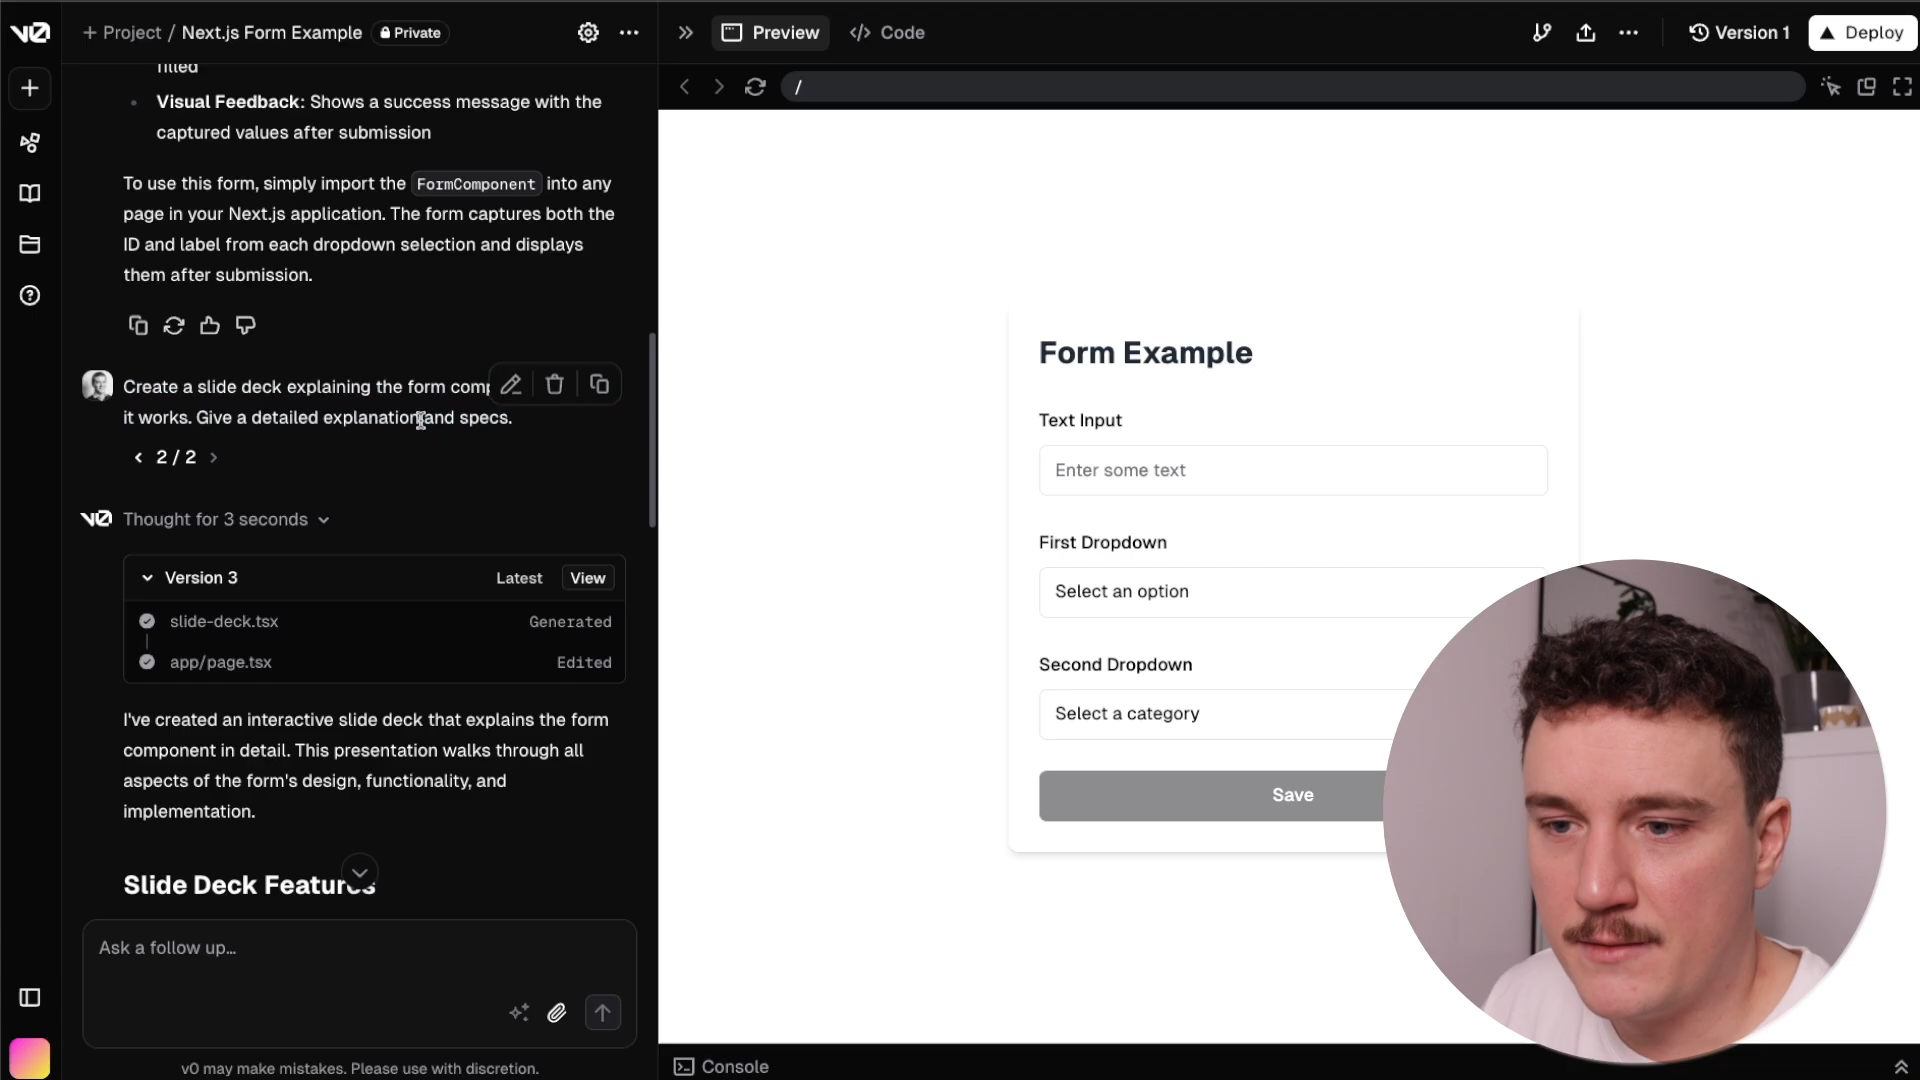 Project / Next.js Form Example
Private
filled
Visual Feedback: Shows a success message with the
captured values after submission
To use this form, simply import the FormComponent into any
page in your Next.js application. The form captures both the
ID and label from each dropdown selection and displays
them after submission.
Create a slide deck explaining the form comp
it works. Give a detailed explanation and specs.
2 / 2
v0 Thought for 3 seconds
Version 3 Latest View
slide-deck.tsx Generated
app/page.tsx Edited
I've created an interactive slide deck that explains the form
component in detail. This presentation walks through all
aspects of the form's design, functionality, and
implementation.
Slide Deck Features
Ask a follow up...
v0 may make mistakes. Please use with discretion.
Preview
Code
Version 1
Deploy
/
Form Example
Text Input
Enter some text
First Dropdown
Select an option
Second Dropdown
Select a category
Save
Console